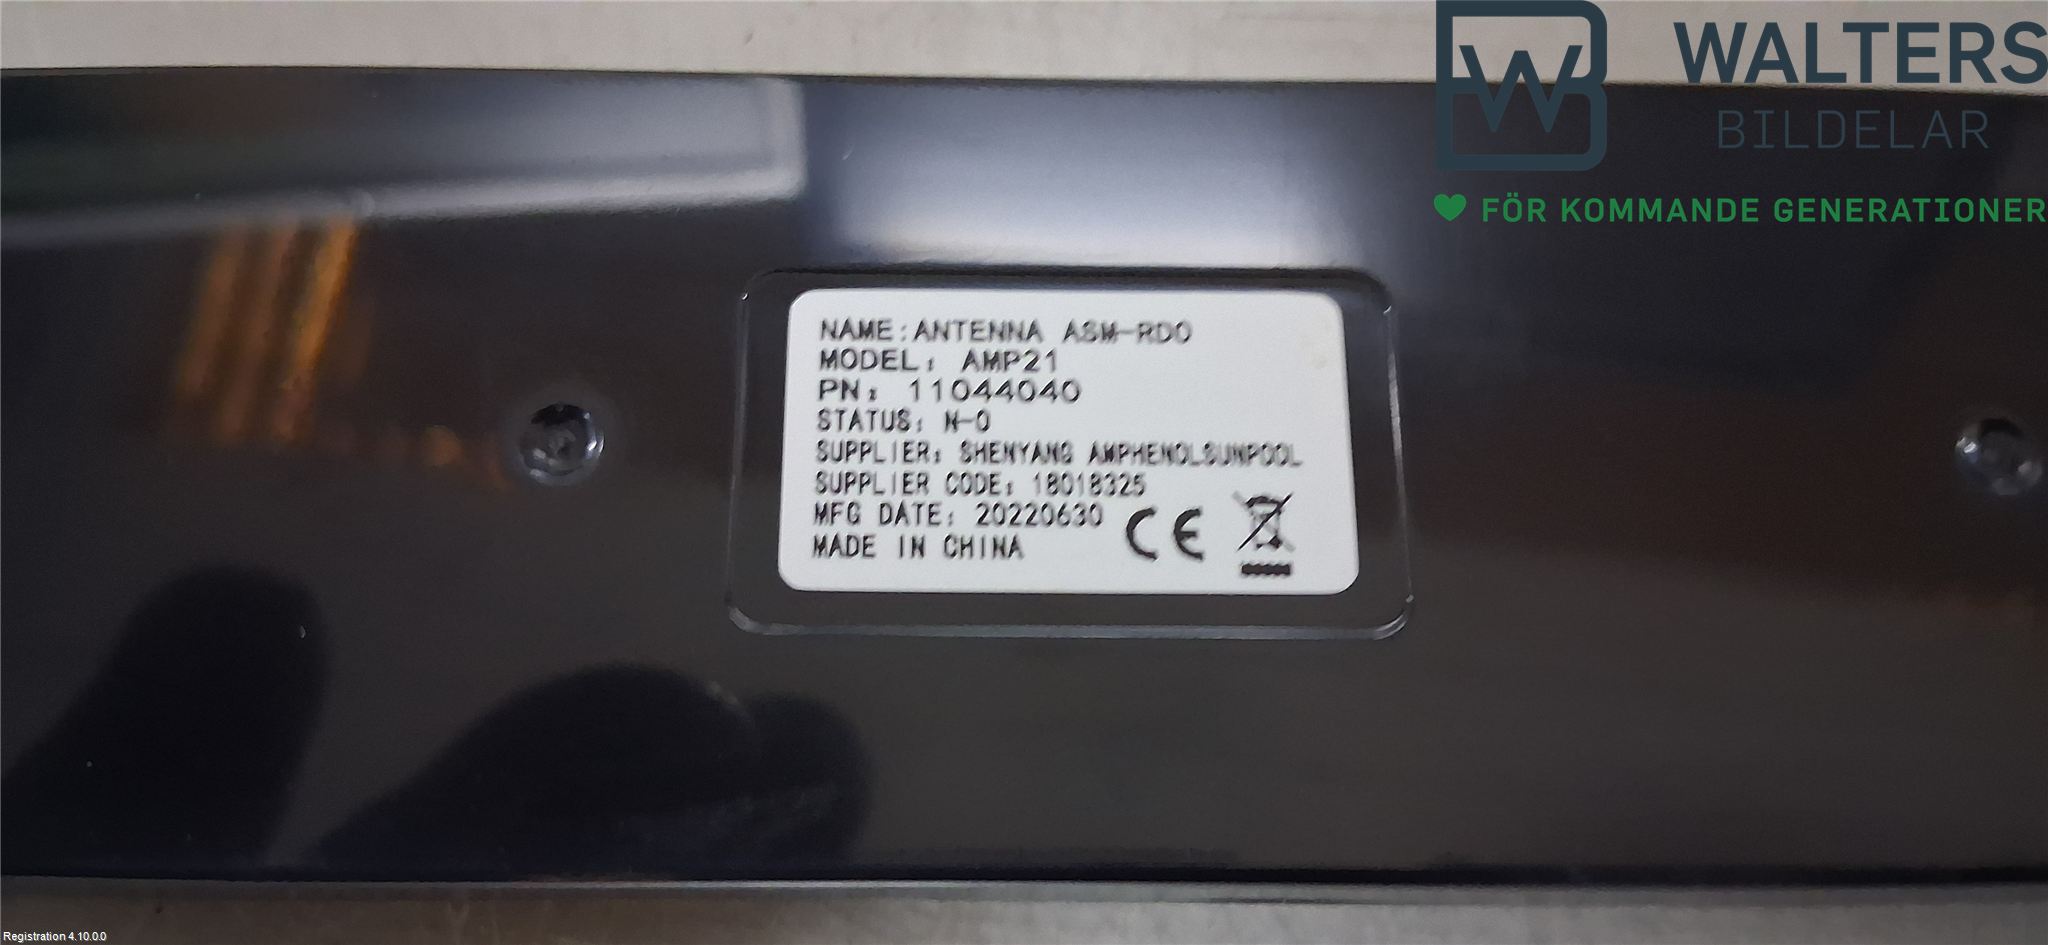 WALTERS
BILDELAR
FÖR KOMMANDE GENERATIONER
NAME:ANTENNA ASM-RDO
MODEL: AMP21
PN: 11044040
STATUS: N-0
SUPPLIER: SHENYANG AMPHENOLSUNPOOL
SUPPLIER CODE: 18018325
MFG DATE: 20220630
MADE IN CHINA
CE
Registration 4.10.0.0